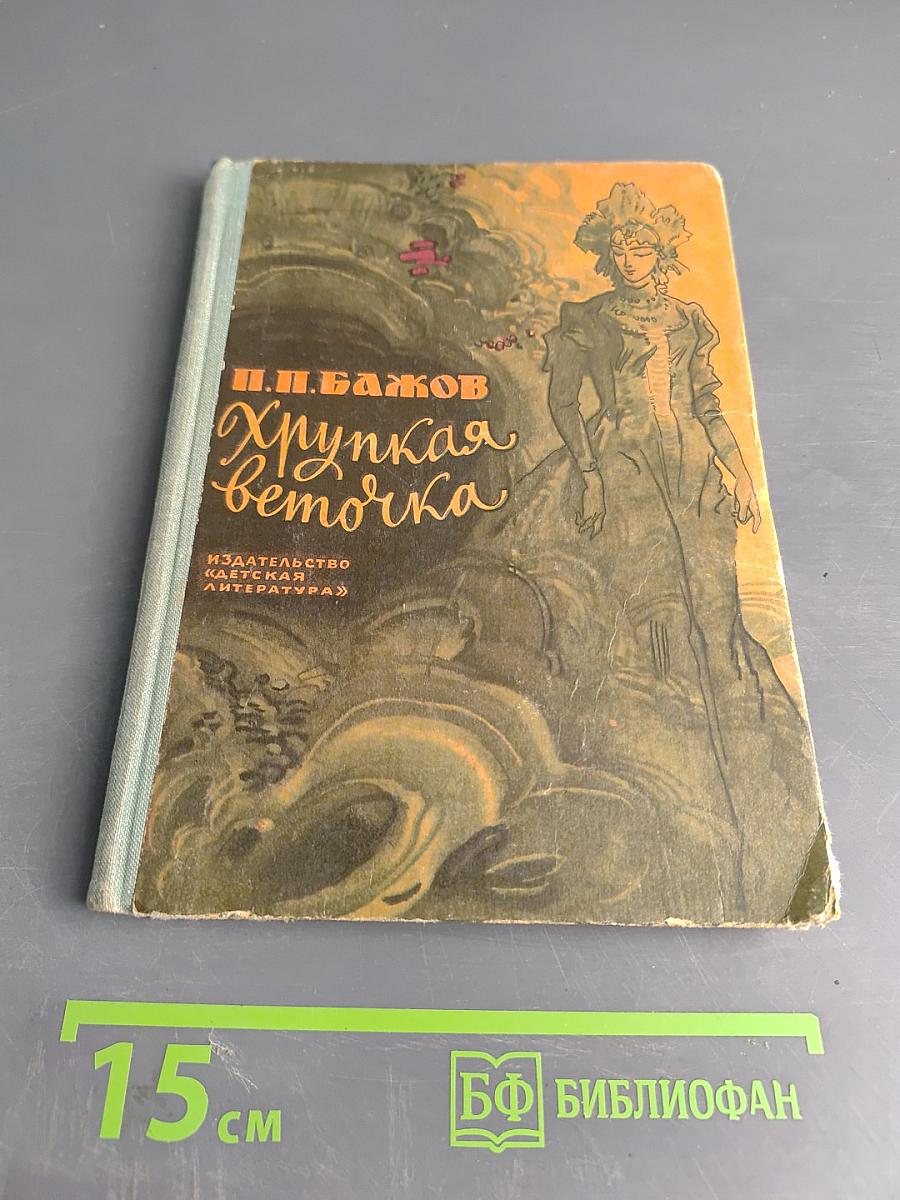 П.П.БАЖОВ
Хрупкая
веточка
ИЗДАТЕЛЬСТВО
«ДЕТСКАЯ
ЛИТЕРАТУРА»
15 см
БФ БИБЛИОФАН